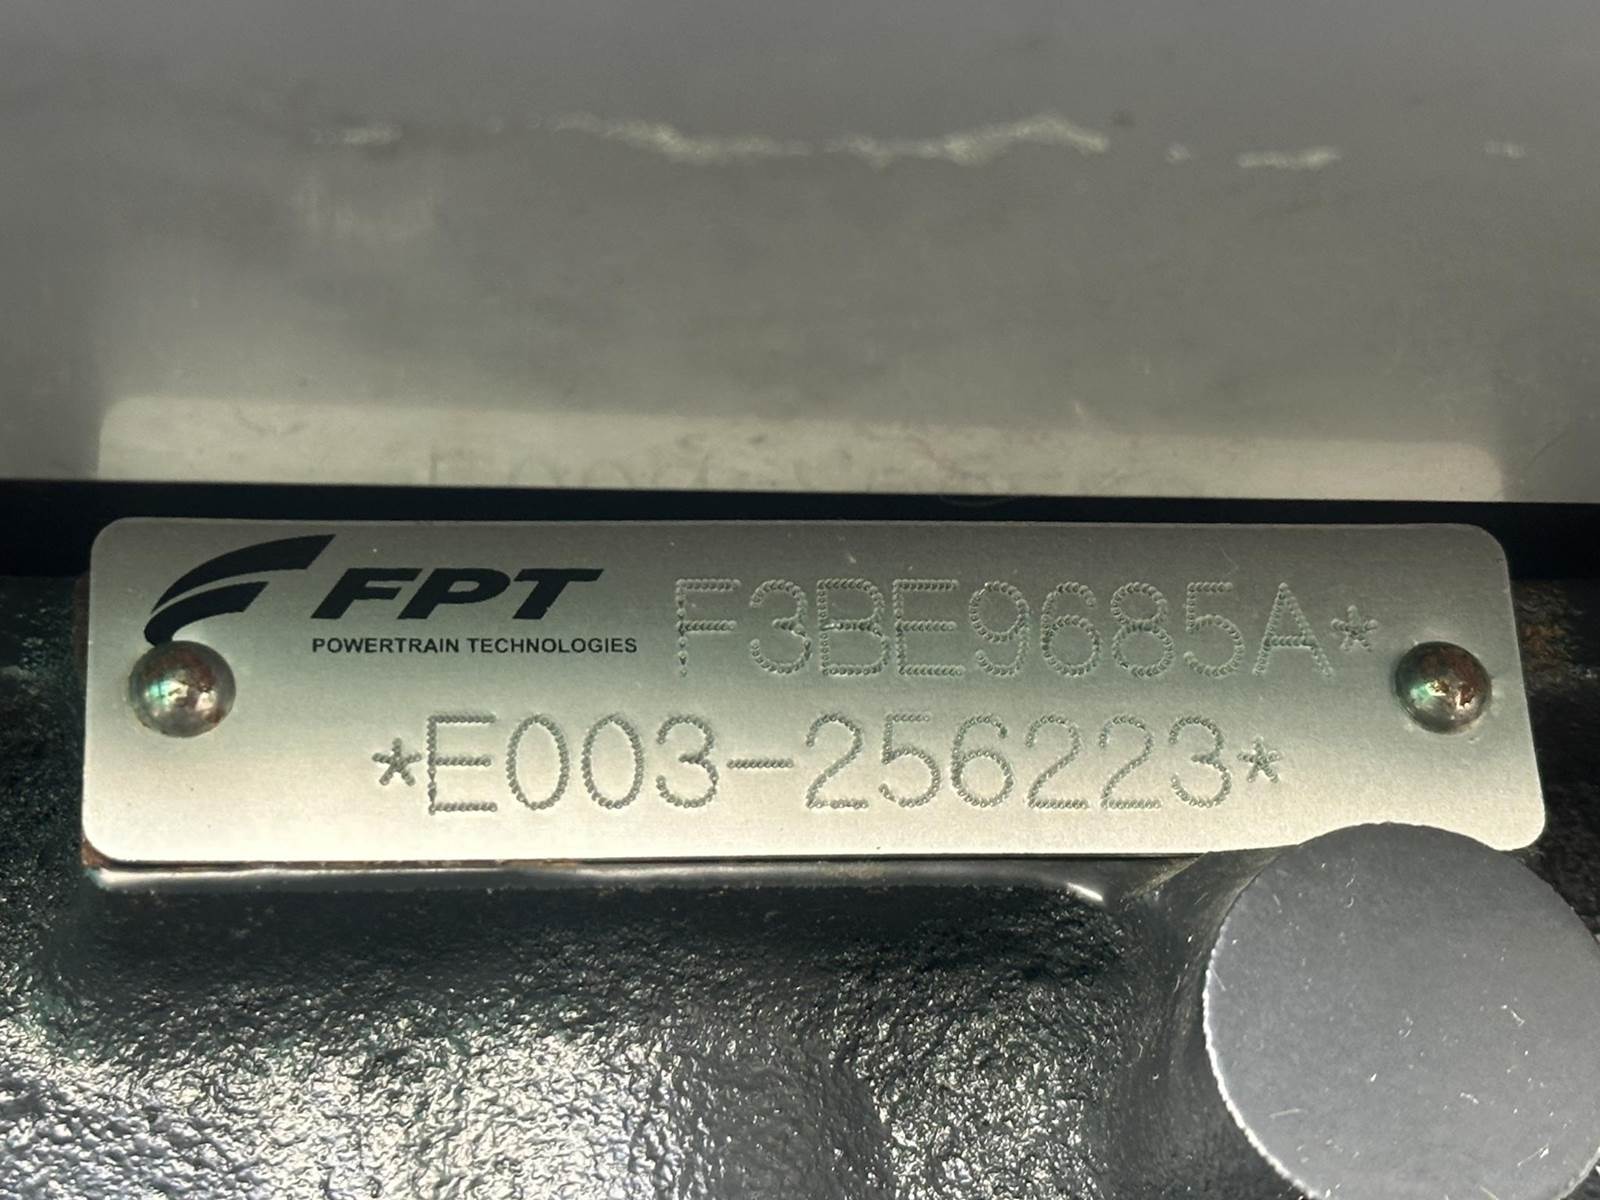 FPT F3BE9685A*
POWERTRAIN TECHNOLOGIES
*E003-256223*